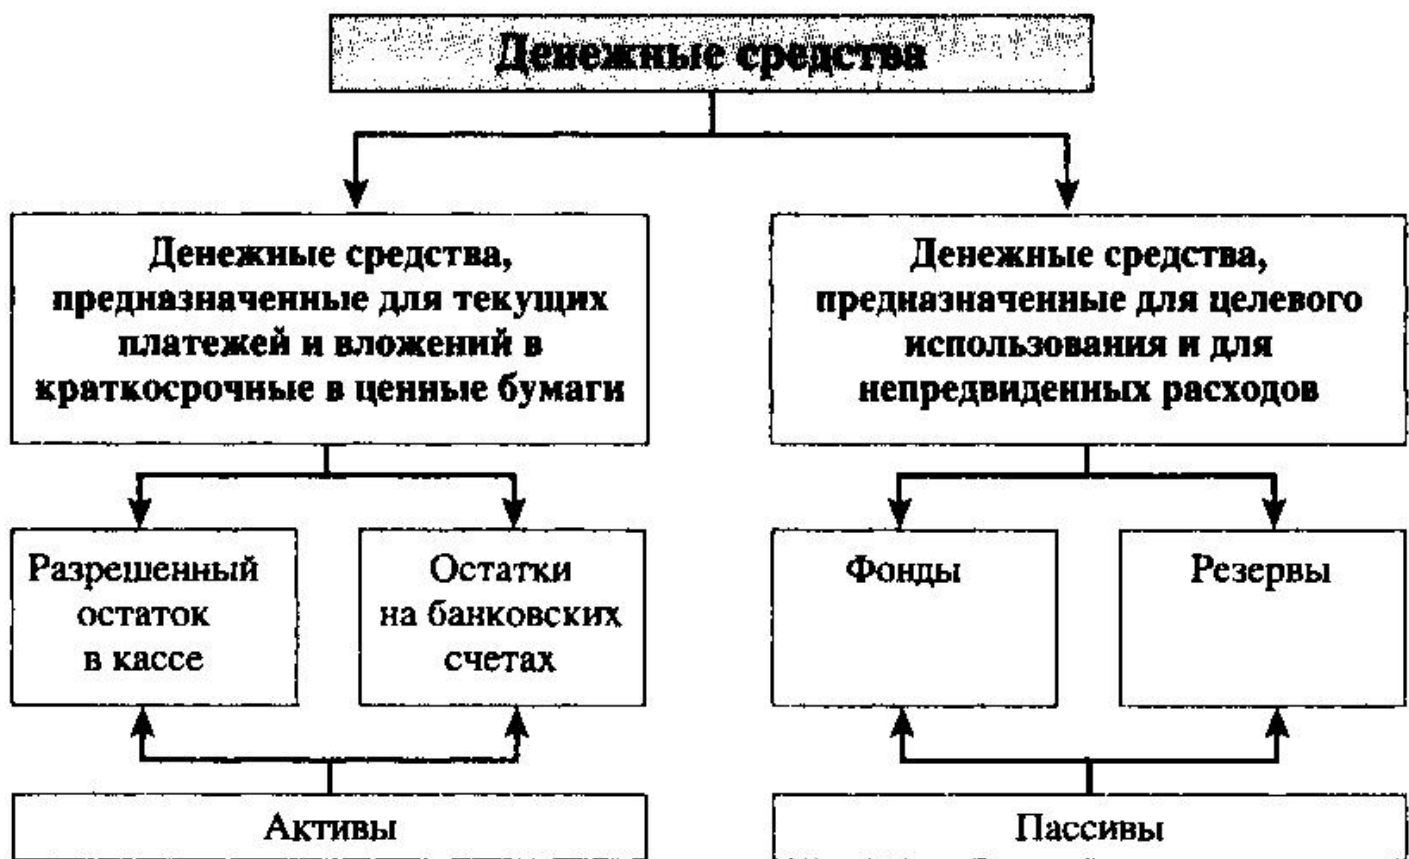 Денежные средства
Денежные средства,
предназначенные для текущих
платежей и вложений в
краткосрочные в ценные бумаги
Денежные средства,
предназначенные для целевого
использования и для
непредвиденных расходов
Разрешенный
остаток
в кассе
Остатки
на банковских
счетах
Фонды
Резервы
Активы
Пассивы